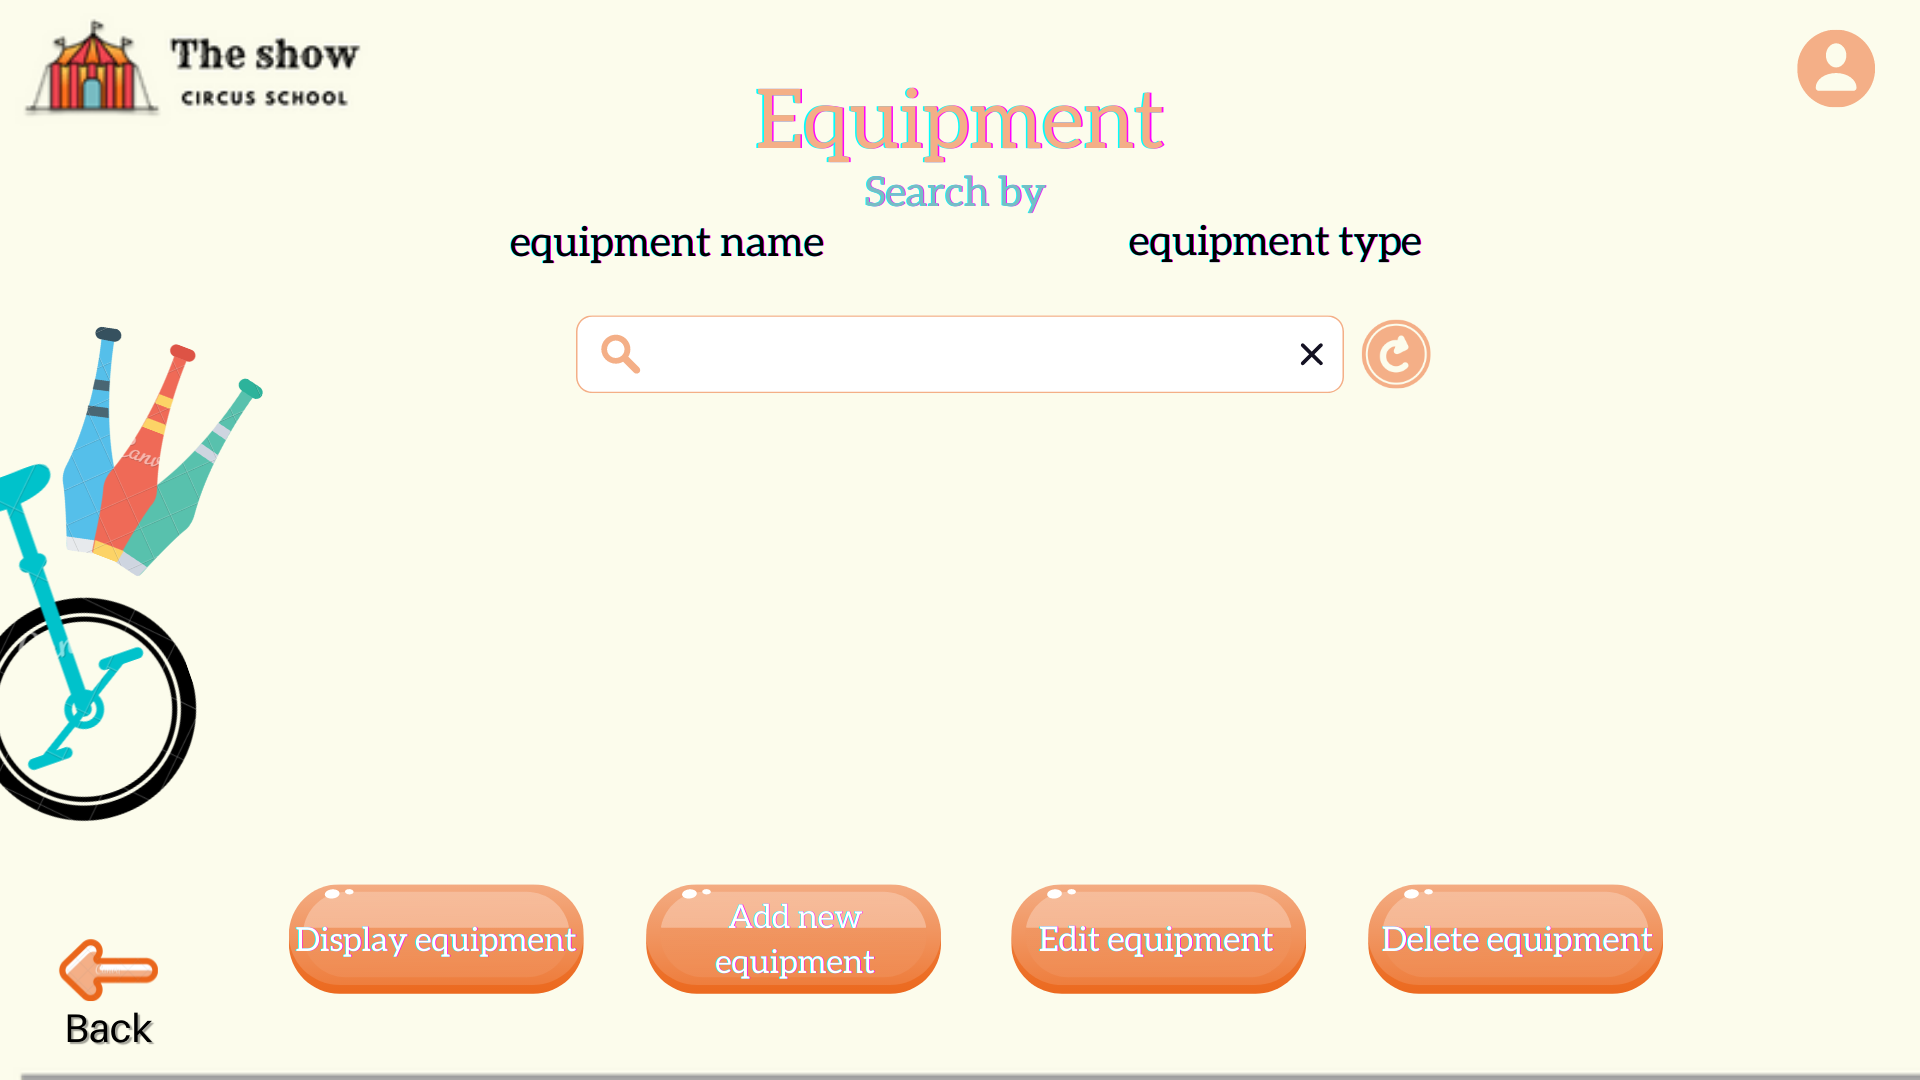 The show
CIRCUS SCHOOL
Equipment
Search by
equipment name
equipment type
Display equipment
Add new
equipment
Edit equipment
Delete equipment
Back